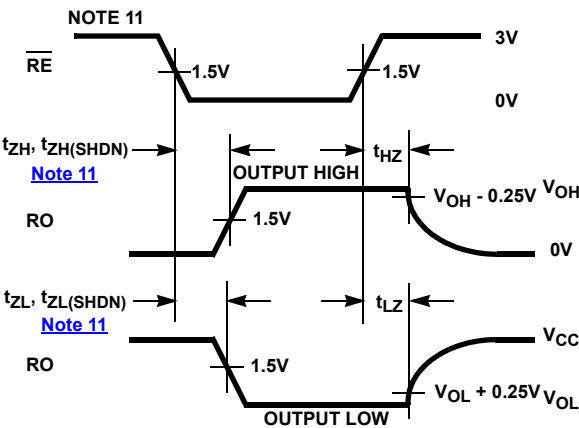 NOTE 11
3V
RE
1.5V
1.5V
0V
tZH, tZH(SHDN)
tHZ
Note 11
OUTPUT HIGH
VOH - 0.25V VOH
RO
1.5V
0V
tZL, tZL(SHDN)
tLZ
Note 11
VCC
RO
1.5V
VOL + 0.25V VOL
OUTPUT LOW